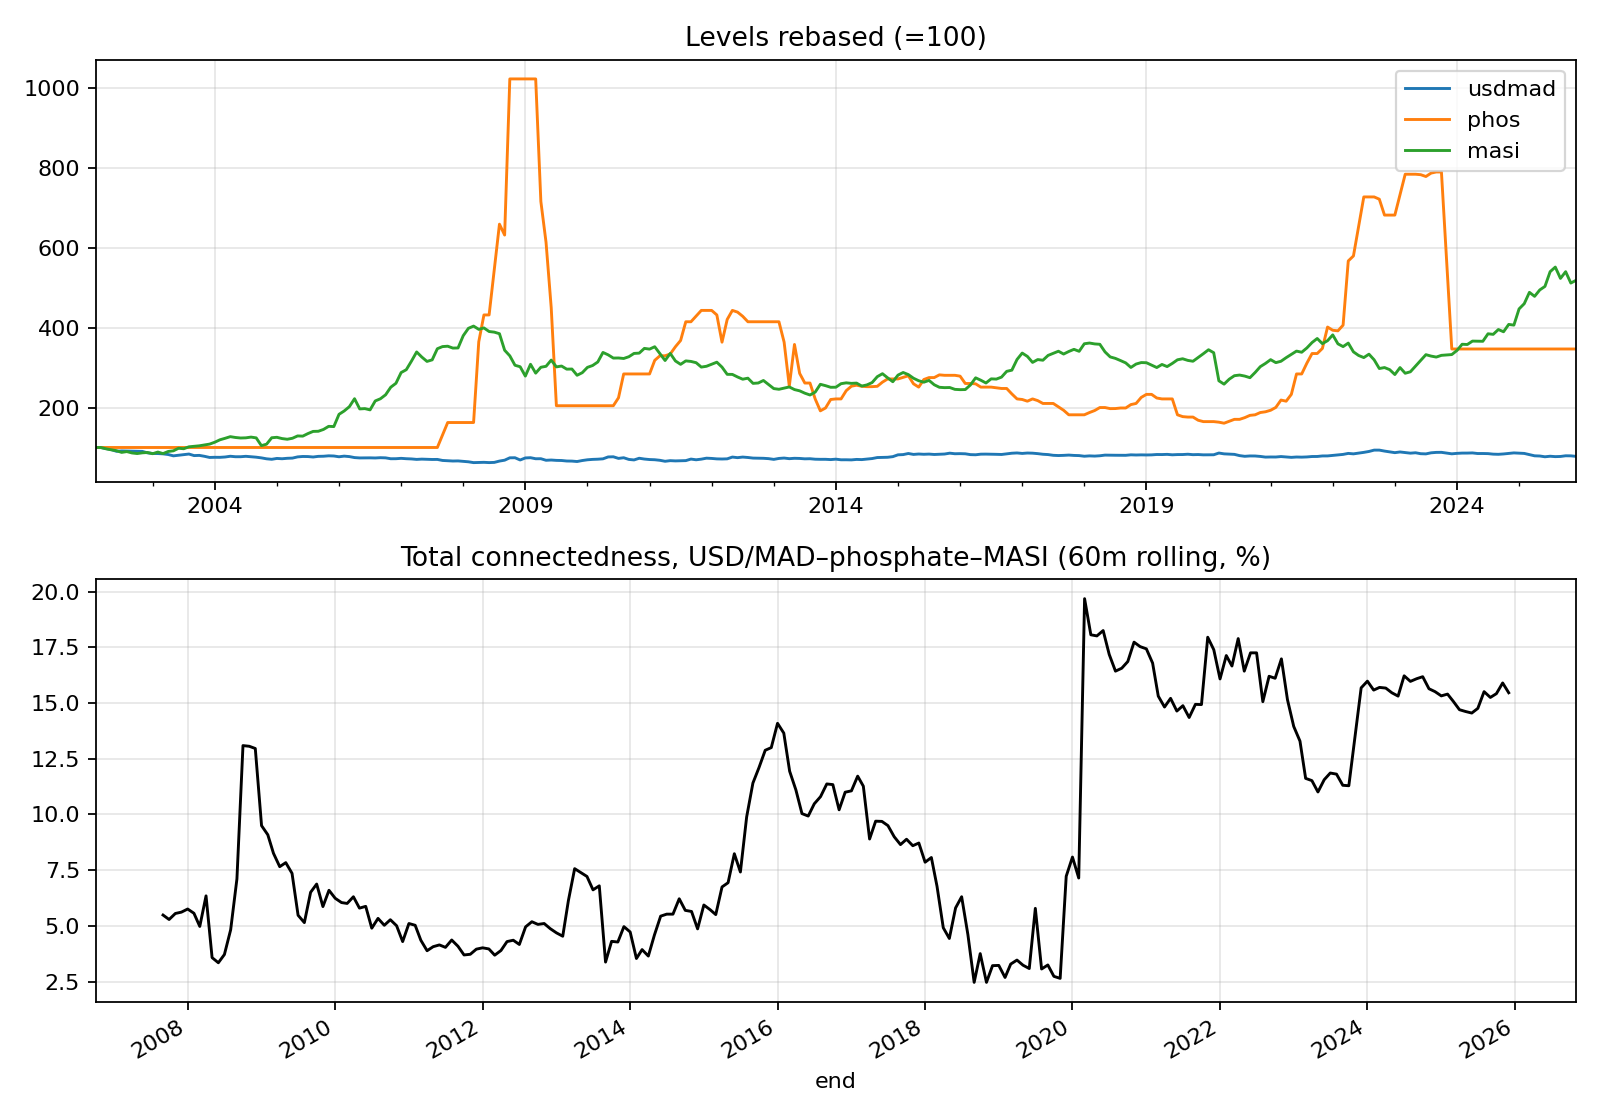 Levels rebased (=100)
usdmad
phos
masi
1000
800
600
400
200
2004 2009 2014 2019 2024
Total connectedness, USD/MAD–phosphate–MASI (60m rolling, %)
20.0
17.5
15.0
12.5
10.0
7.5
5.0
2.5
2008 2010 2012 2014 2016 2018 2020 2022 2024 2026
end